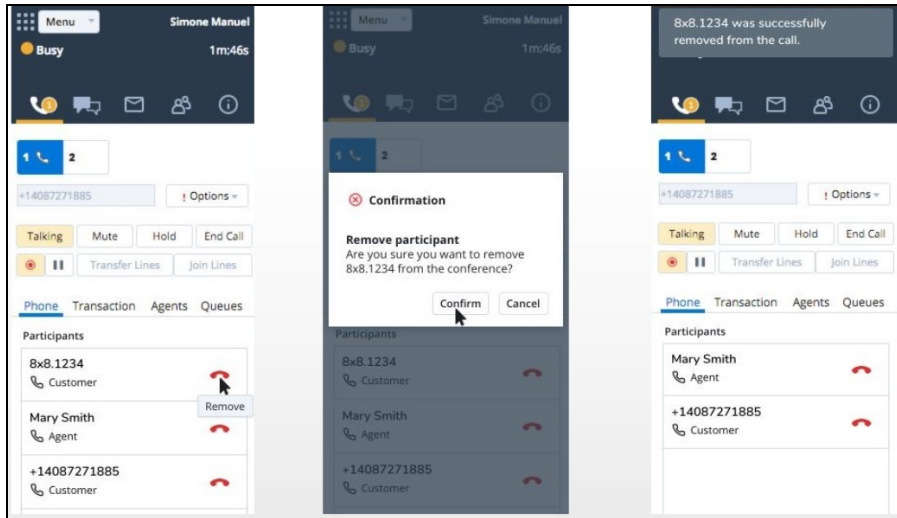 Menu
Simone Manuel
Busy
1m:46s
1
1
2
+14087271885
! Options
Talking
Mute
Hold
End Call
Transfer Lines
Join Lines
Phone
Transaction
Agents
Queues
Participants
8x8.1234
Customer
Remove
Mary Smith
Agent
+14087271885
Customer
Menu
Simone Manuel
Busy
1m:46s
1
1
2
Confirmation
Remove participant
Are you sure you want to remove
8x8.1234 from the conference?
Confirm
Cancel
Participants
8x8.1234
Customer
Mary Smith
Agent
+14087271885
Customer
8x8.1234 was successfully
removed from the call.
1
1
2
+14087271885
! Options
Talking
Mute
Hold
End Call
Transfer Lines
Join Lines
Phone
Transaction
Agents
Queues
Participants
Mary Smith
Agent
+14087271885
Customer